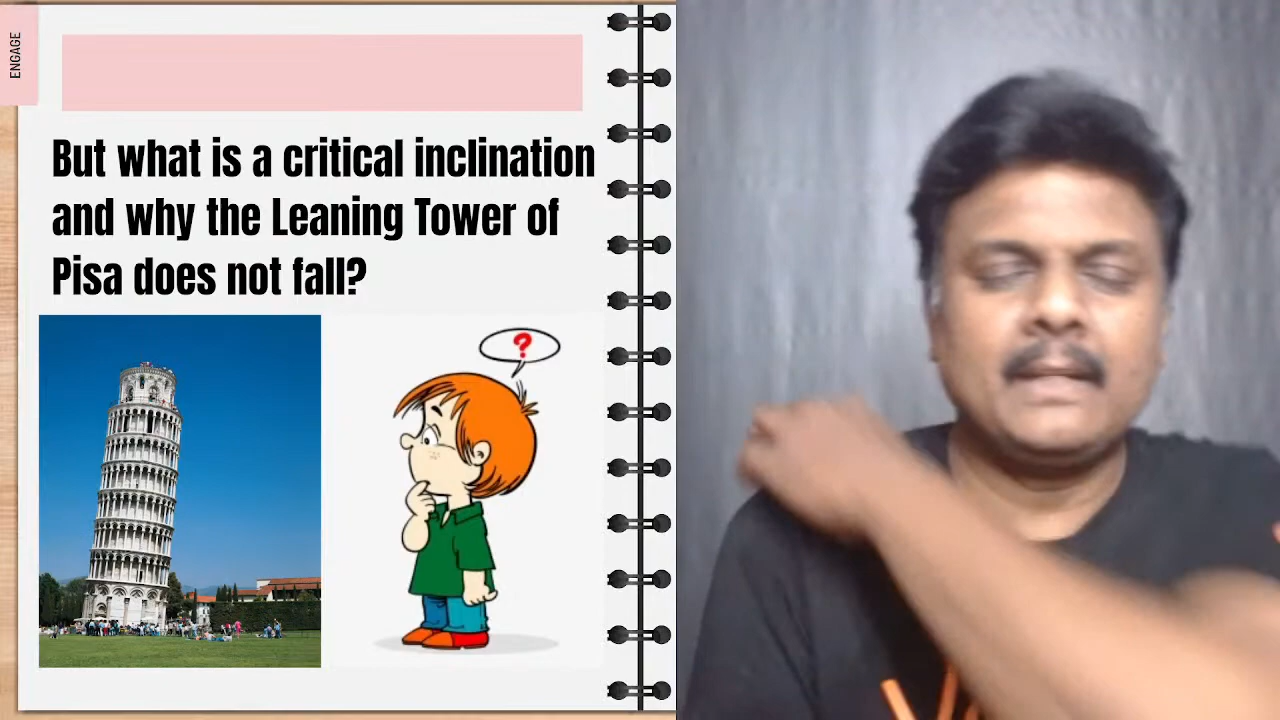 ENGAGE
But what is a critical inclination
and why the Leaning Tower of
Pisa does not fall?
?